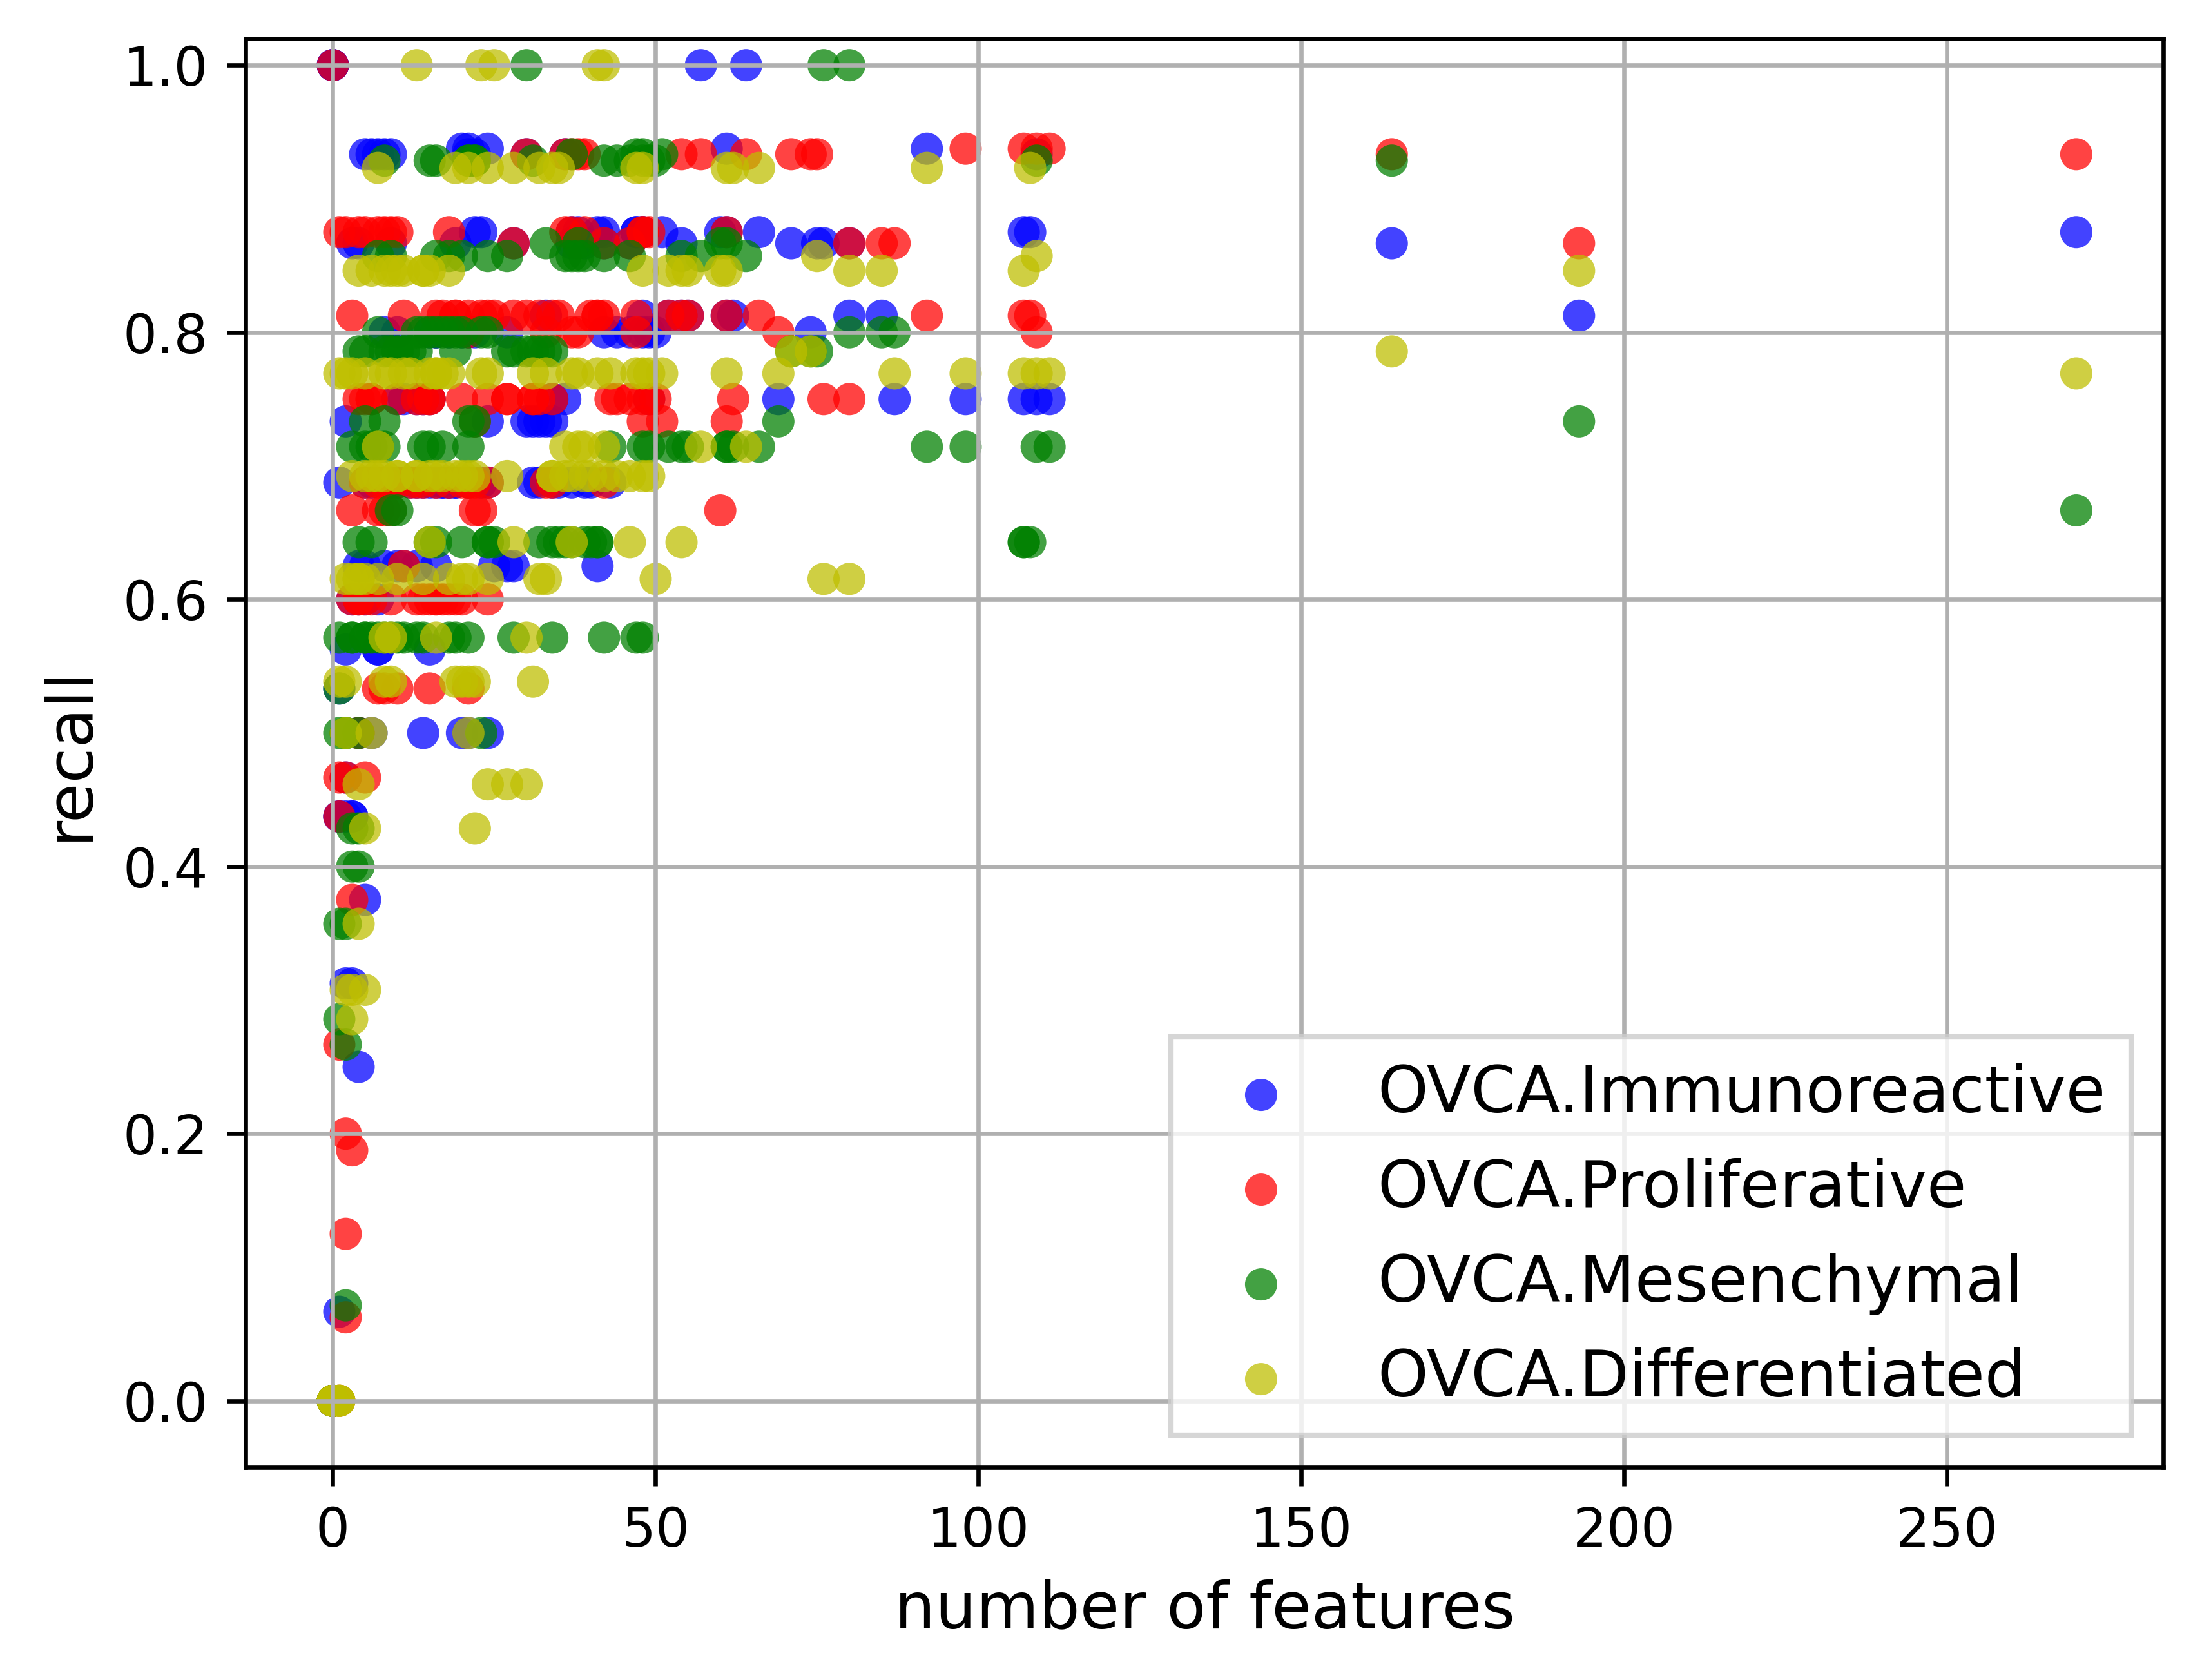 1.0
0.8
0.6
0.4
0.2
0.0
recall
OVCA.Immunoreactive
OVCA.Proliferative
OVCA.Mesenchymal
OVCA.Differentiated
0 50 100 150 200 250
number of features